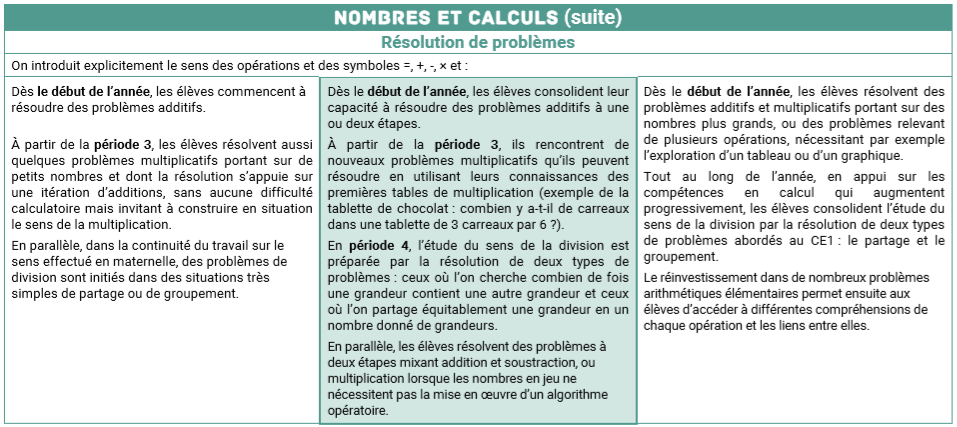 NOMBRES ET CALCULS (suite)
Résolution de problèmes
On introduit explicitement le sens des opérations et des symboles =, +, -, × et :
Dès le début de l'année, les élèves commencent à
résoudre des problèmes additifs.
À partir de la période 3, les élèves résolvent aussi
quelques problèmes multiplicatifs portant sur de
petits nombres et dont la résolution s'appuie sur
une itération d'additions, sans aucune difficulté
calculatoire mais invitant à construire en situation
le sens de la multiplication.
En parallèle, dans la continuité du travail sur le
sens effectué en maternelle, des problèmes de
division sont initiés dans des situations très
simples de partage ou de groupement.
Dès le début de l'année, les élèves consolident leur
capacité à résoudre des problèmes additifs à une
ou deux étapes.
À partir de la période 3, ils rencontrent de
nouveaux problèmes multiplicatifs qu'ils peuvent
résoudre en utilisant leurs connaissances des
premières tables de multiplication (exemple de la
tablette de chocolat : combien y a-t-il de carreaux
dans une tablette de 3 carreaux par 6 ?).
En période 4, l'étude du sens de la division est
préparée par la résolution de deux types de
problèmes : ceux où l'on cherche combien de fois
une grandeur contient une autre grandeur et ceux
où l'on partage équitablement une grandeur en un
nombre donné de grandeurs.
En parallèle, les élèves résolvent des problèmes à
deux étapes mixant addition et soustraction, ou
multiplication lorsque les nombres en jeu ne
nécessitent pas la mise en œuvre d'un algorithme
opératoire.
Dès le début de l'année, les élèves résolvent des
problèmes additifs et multiplicatifs portant sur des
nombres plus grands, ou des problèmes relevant
de plusieurs opérations, nécessitant par exemple
l'exploration d'un tableau ou d'un graphique.
Tout au long de l'année, en appui sur les
compétences en calcul qui augmentent
progressivement, les élèves consolident l'étude du
sens de la division par la résolution de deux types
de problèmes abordés au CE1 : le partage et le
groupement.
Le réinvestissement dans de nombreux problèmes
arithmétiques élémentaires permet ensuite aux
élèves d'accéder à différentes compréhensions de
chaque opération et les liens entre elles.